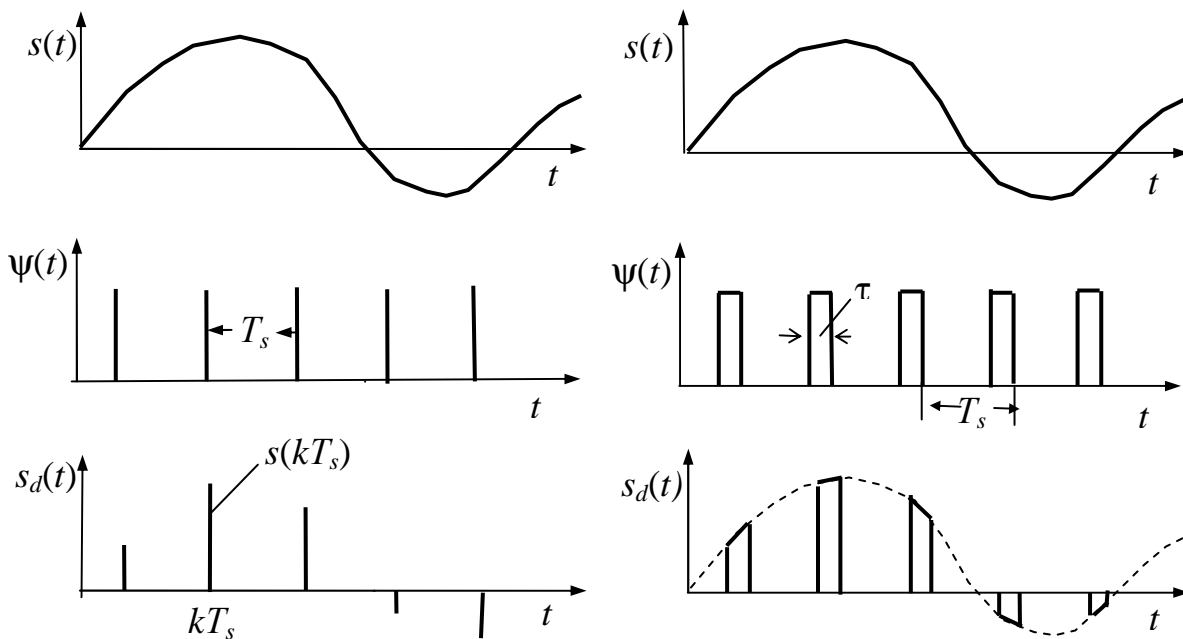 s(t)
t
s(t)
t
ψ(t)
T_s
t
ψ(t)
τ
T_s
t
s_d(t)
s(kT_s)
kT_s
t
s_d(t)
t